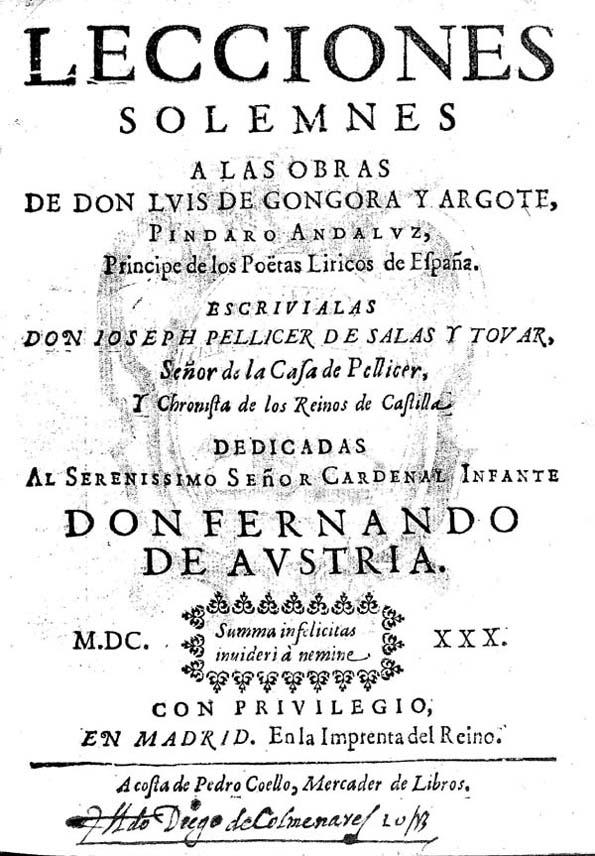 LECCIONES
SOLEMNES
A LAS OBRAS
DE DON LVIS DE GONGORA Y ARGOTE,
PINDARO ANDALVZ,
Principe de los Poëtas Liricos de Eſpaña.
ESCRIVIALAS
DON IOSEPH PELLICER DE SALAS Y TOVAR,
Señor de la Caſa de Pellicer,
Y Chroniſta de los Reinos de Caſtilla
DEDICADAS
AL SERENISSIMO SEÑOR CARDENAL INFANTE
DON FERNANDO
DE AVSTRIA.
M.DC. XXX.
Summa infelicitas
inuideri à nemine
CON PRIVILEGIO,
EN MADRID. En la Imprenta del Reino.
A coſta de Pedro Coello, Mercader de Libros.
Diego de Colmenares